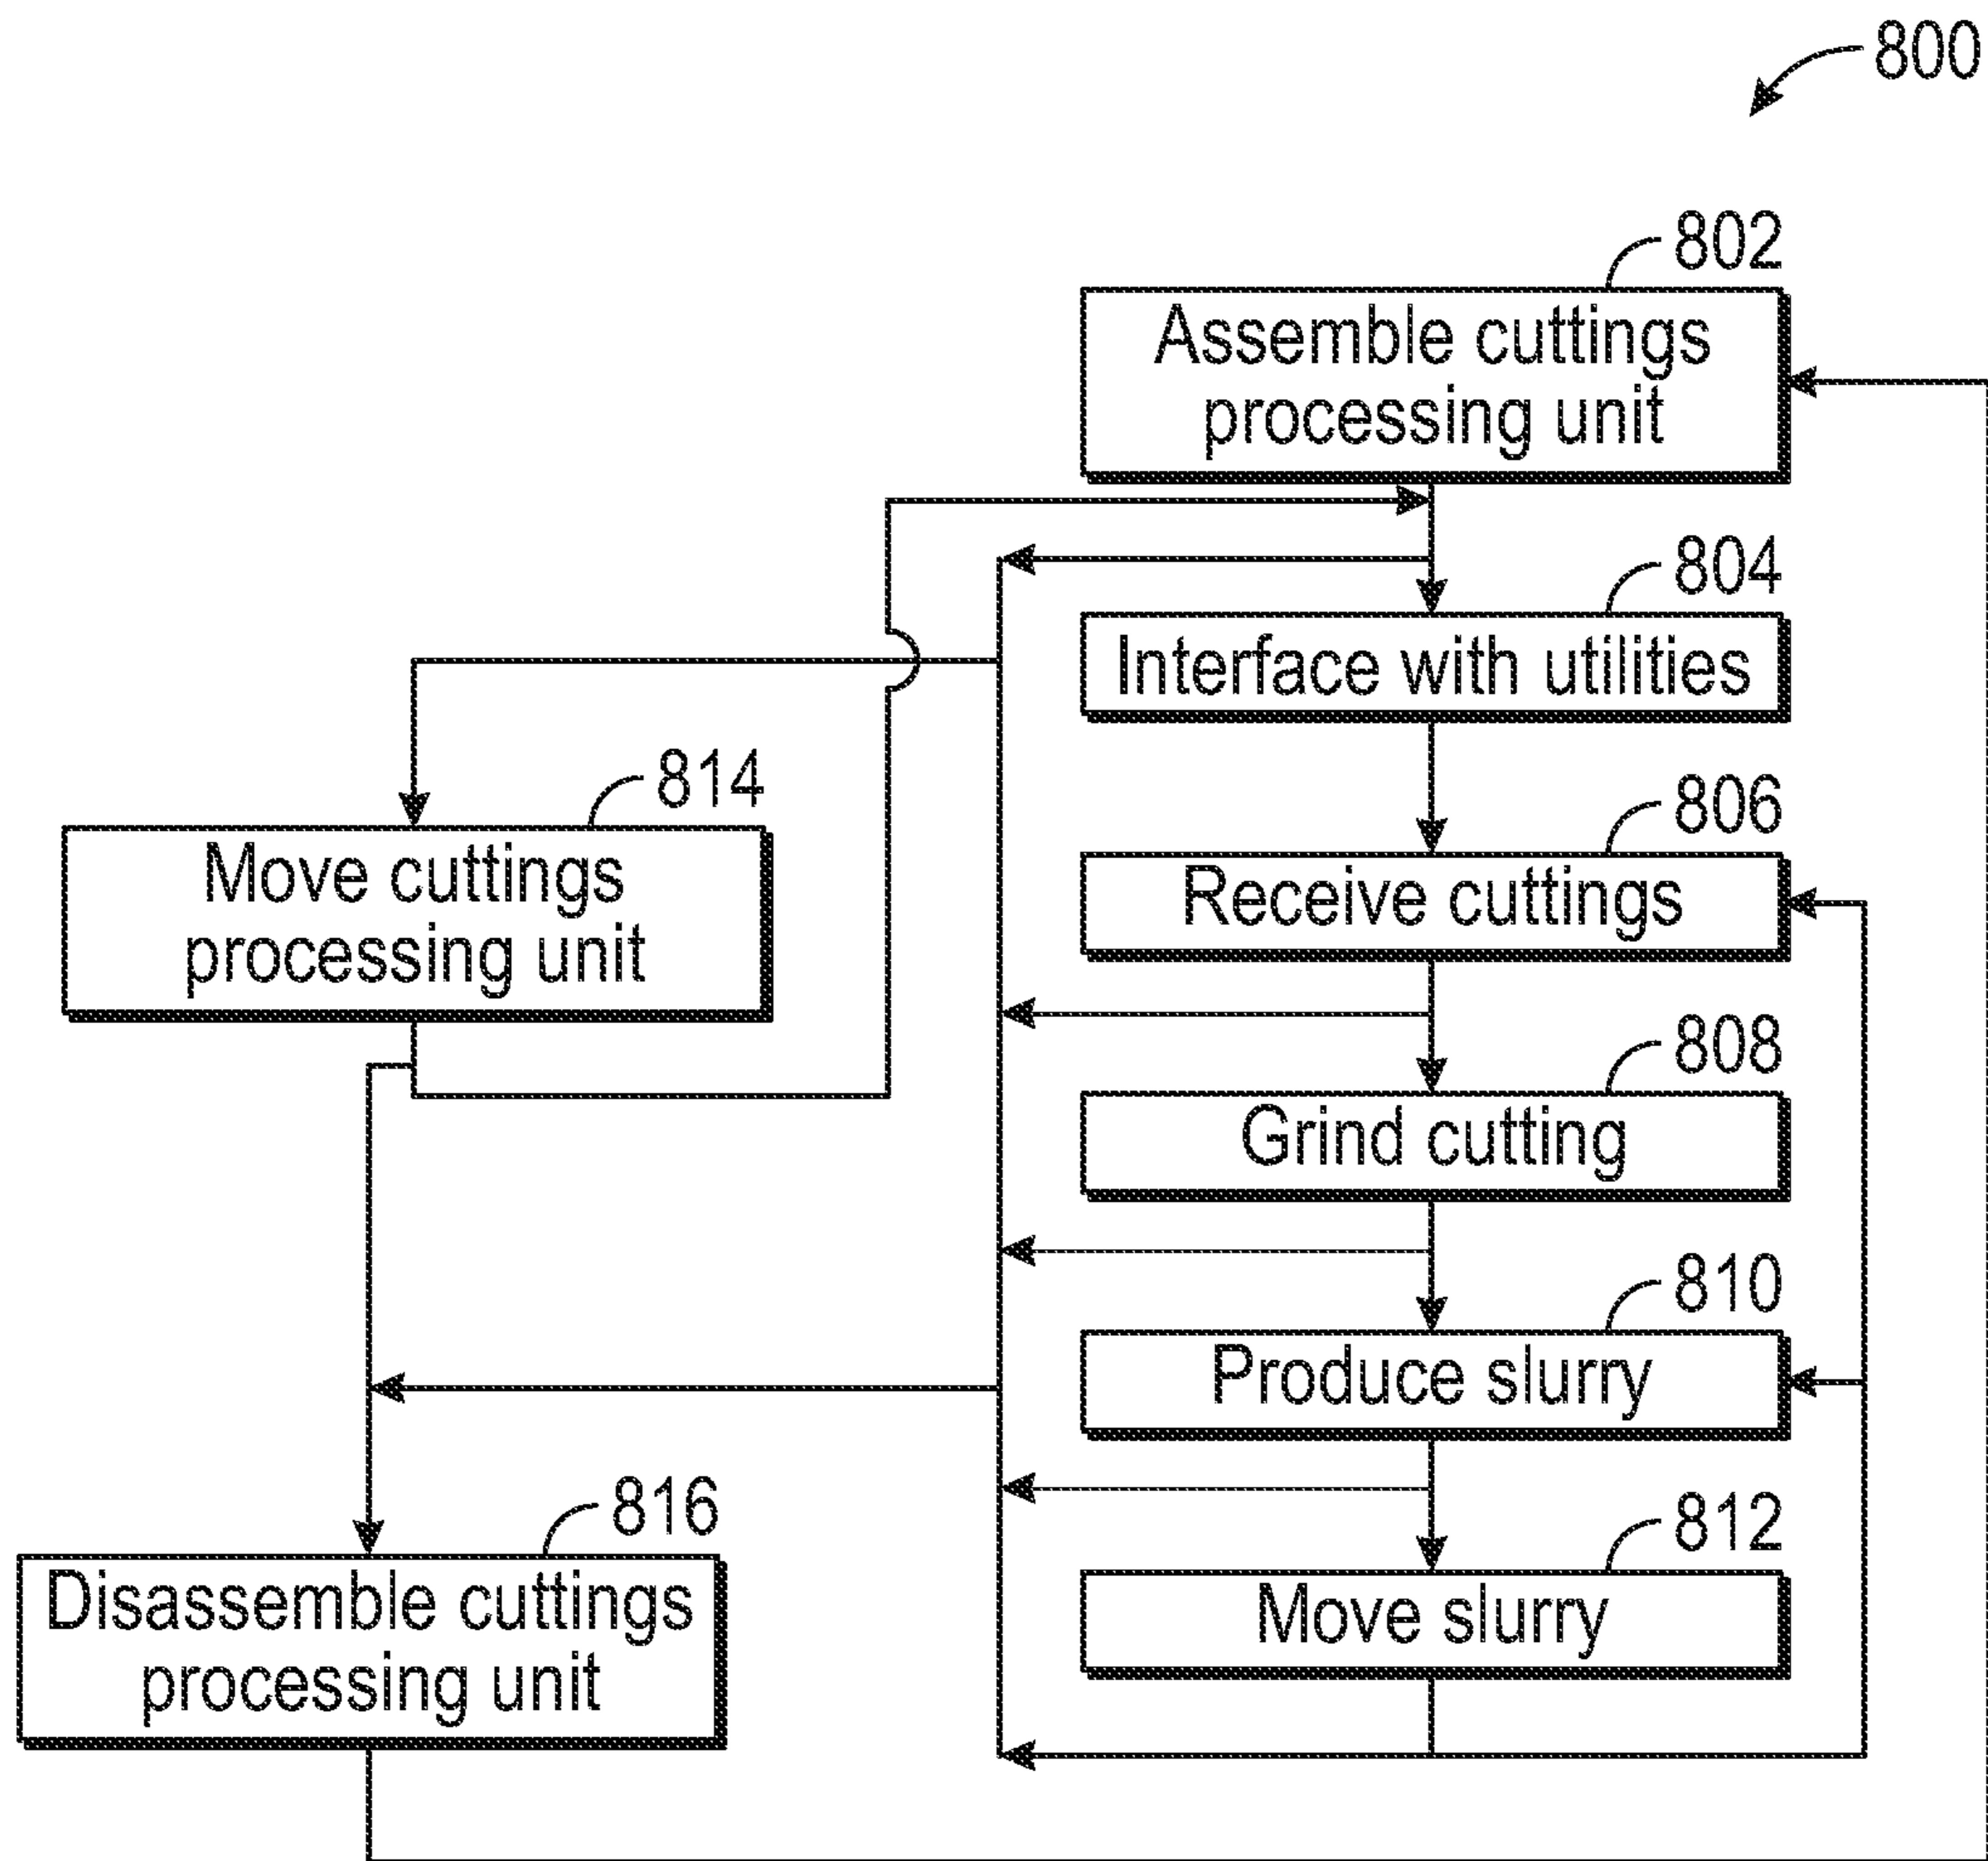 800
802
Assemble cuttings
processing unit
804
Interface with utilities
814
Move cuttings
processing unit
806
Receive cuttings
808
Grind cutting
810
Produce slurry
816
Disassemble cuttings
processing unit
812
Move slurry